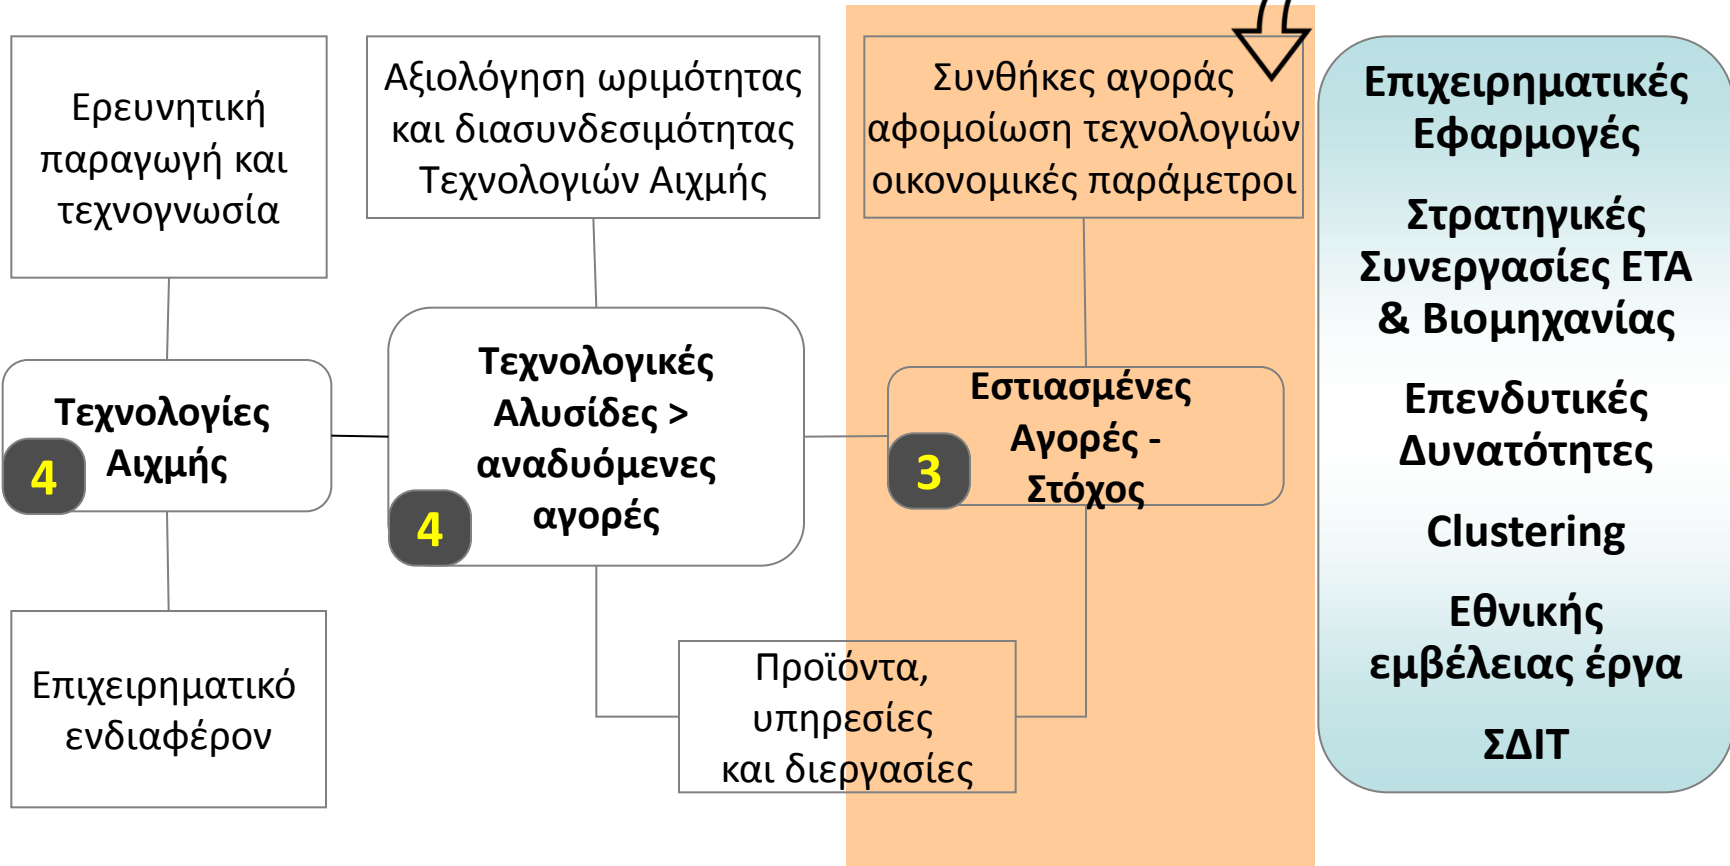 Ερευνητική
παραγωγή και
τεχνογνωσία
Αξιολόγηση ωριμότητας
και διασυνδεσιμότητας
Τεχνολογιών Αιχμής
Συνθήκες αγοράς
αφομοίωση τεχνολογιών
οικονομικές παράμετροι
Τεχνολογίες
Αιχμής
4
Τεχνολογικές
Αλυσίδες >
αναδυόμενες
αγορές
4
Εστιασμένες
Αγορές -
Στόχος
3
Επιχειρηματικό
ενδιαφέρον
Προϊόντα,
υπηρεσίες
και διεργασίες
Επιχειρηματικές
Εφαρμογές
Στρατηγικές
Συνεργασίες ΕΤΑ
& Βιομηχανίας
Επενδυτικές
Δυνατότητες
Clustering
Εθνικής
εμβέλειας έργα
ΣΔΙΤ